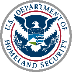 U.S. DEPARTMENT OF
HOMELAND SECURITY